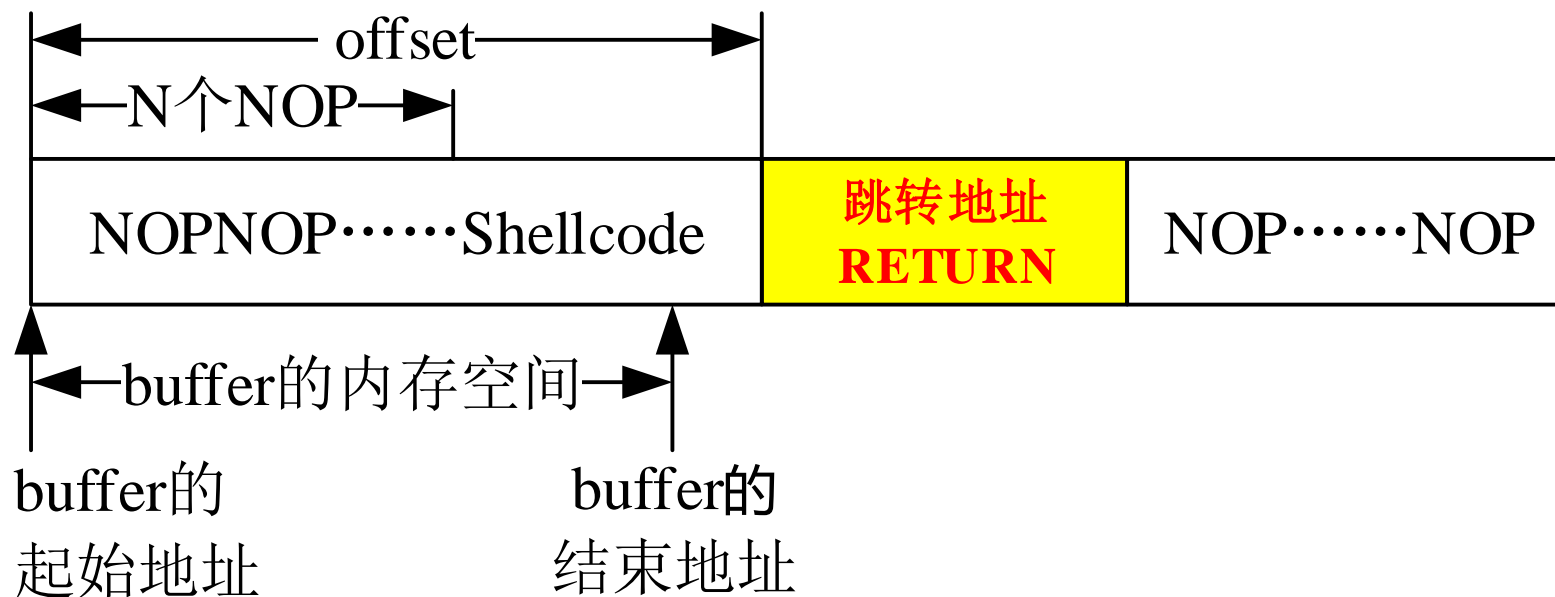 offset
N个NOP
NOPNOP……Shellcode
跳转地址
RETURN
NOP……NOP
buffer的内存空间
buffer的
起始地址
buffer的
结束地址